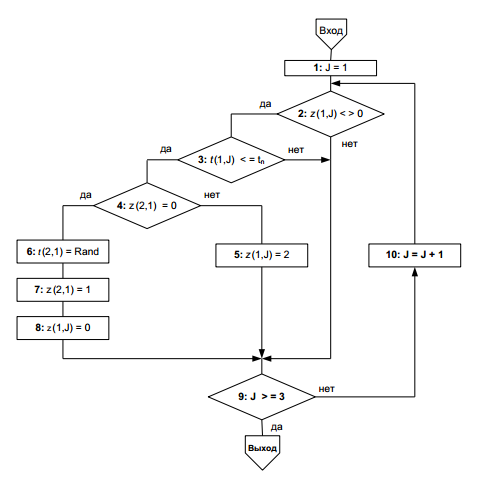 Вход
1: J = 1
да
2: z(1,J) < > 0
да
нет
нет
3: t(1,J) <= tₙ
да
нет
4: z(2,1) = 0
6: t(2,1) = Rand
5: z(1,J) = 2
10: J = J + 1
7: z(2,1) = 1
8: z(1,J) = 0
нет
9: J > = 3
да
Выход